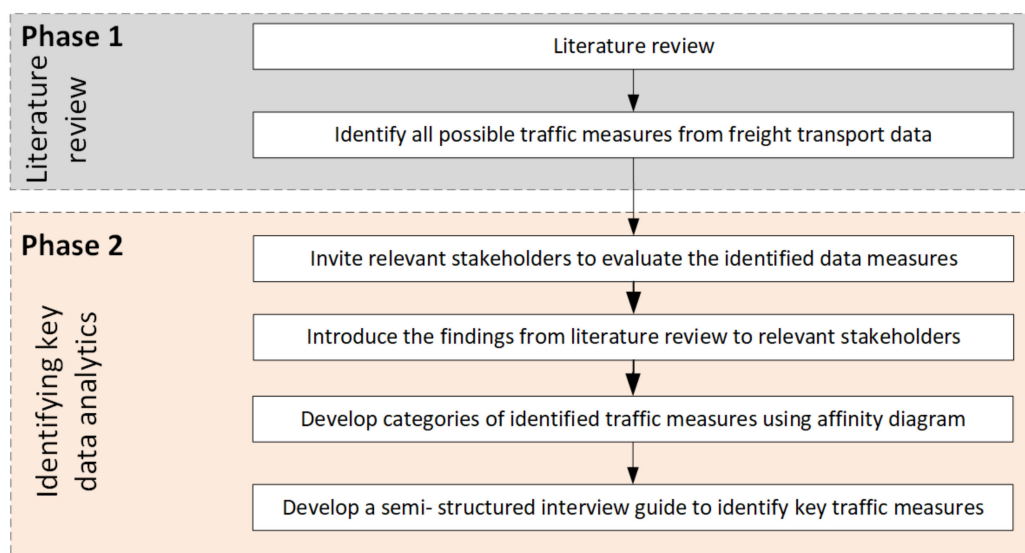 Phase 1
Literature
review
Literature review
Identify all possible traffic measures from freight transport data
Phase 2
Identifying key
data analytics
Invite relevant stakeholders to evaluate the identified data measures
Introduce the findings from literature review to relevant stakeholders
Develop categories of identified traffic measures using affinity diagram
Develop a semi- structured interview guide to identify key traffic measures